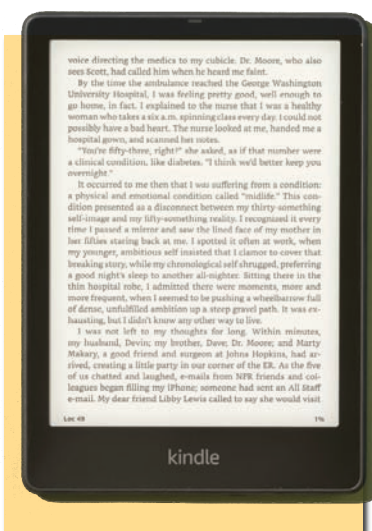 voice directing the medics to my cubicle. Dr. Moore, who also
sees Scott, had called him when he heard me faint.
By the time the ambulance reached the George Washington
University Hospital, I was feeling pretty good, well enough to
go home, in fact. I explained to the nurse that I was a healthy
woman who takes a six a.m. spinning class every day. I could not
possibly have a bad heart. The nurse looked at me, handed me a
hospital gown, and scanned her notes.
"You're fifty-three, right?" she asked, as if that number were
a clinical condition, like diabetes. "I think we'd better keep you
overnight."
It occurred to me then that I was suffering from a condition:
a physical and emotional condition called "midlife." This con-
dition presented as a disconnect between my thirty-something
self-image and my fifty-something reality. I recognized it every
time I passed a mirror and saw the lined face of my mother in
her fifties staring back at me. I spotted it often at work, when
my younger, ambitious self insisted that I clamor to cover that
breaking story, while my chronological self shrugged, preferring
a good night's sleep to another all-nighter. Sitting there in the
thin hospital robe, I admitted there were moments, more and
more frequent, when I seemed to be pushing a wheelbarrow full
of dense, unfulfilled ambition up a steep gravel path. It was ex-
hausting, but I didn't know any other way to live.
I was not left to my thoughts for long. Within minutes,
my husband, Devin; my brother, Dave; Dr. Moore; and Marty
Makary, a good friend and surgeon at Johns Hopkins, had ar-
rived, creating a little party in our corner of the ER. As the five
of us chatted and laughed, e-mails from NPR friends and col-
leagues began filling my iPhone; someone had sent an All Staff
e-mail. My dear friend Libby Lewis called to say she would visit
Loc 49 1%
kindle